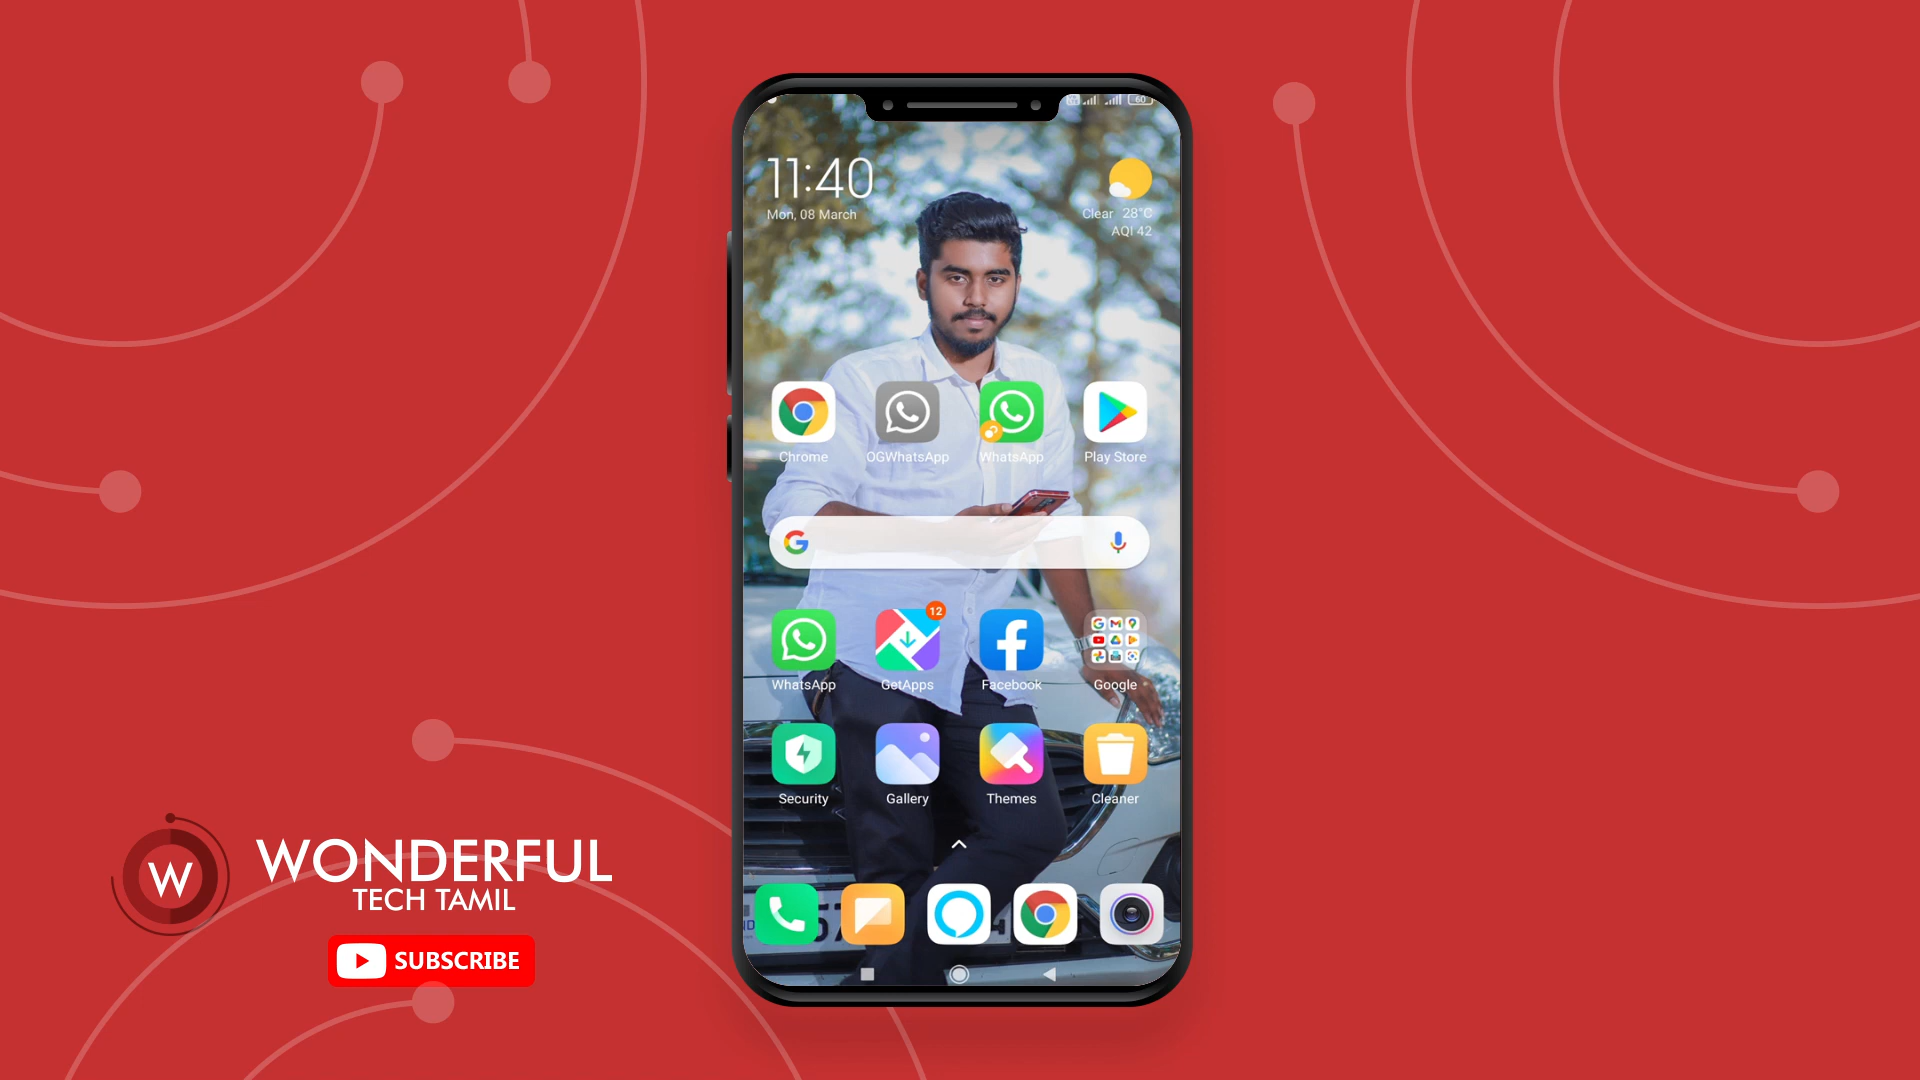 60
11:40
Mon, 08 March
Clear 28°C
AQI 42
Chrome
OGWhatsApp
WhatsApp
Play Store
12
WhatsApp
GetApps
Facebook
Google
Security
Gallery
Themes
Cleaner
W
WONDERFUL
TECH TAMIL
SUBSCRIBE